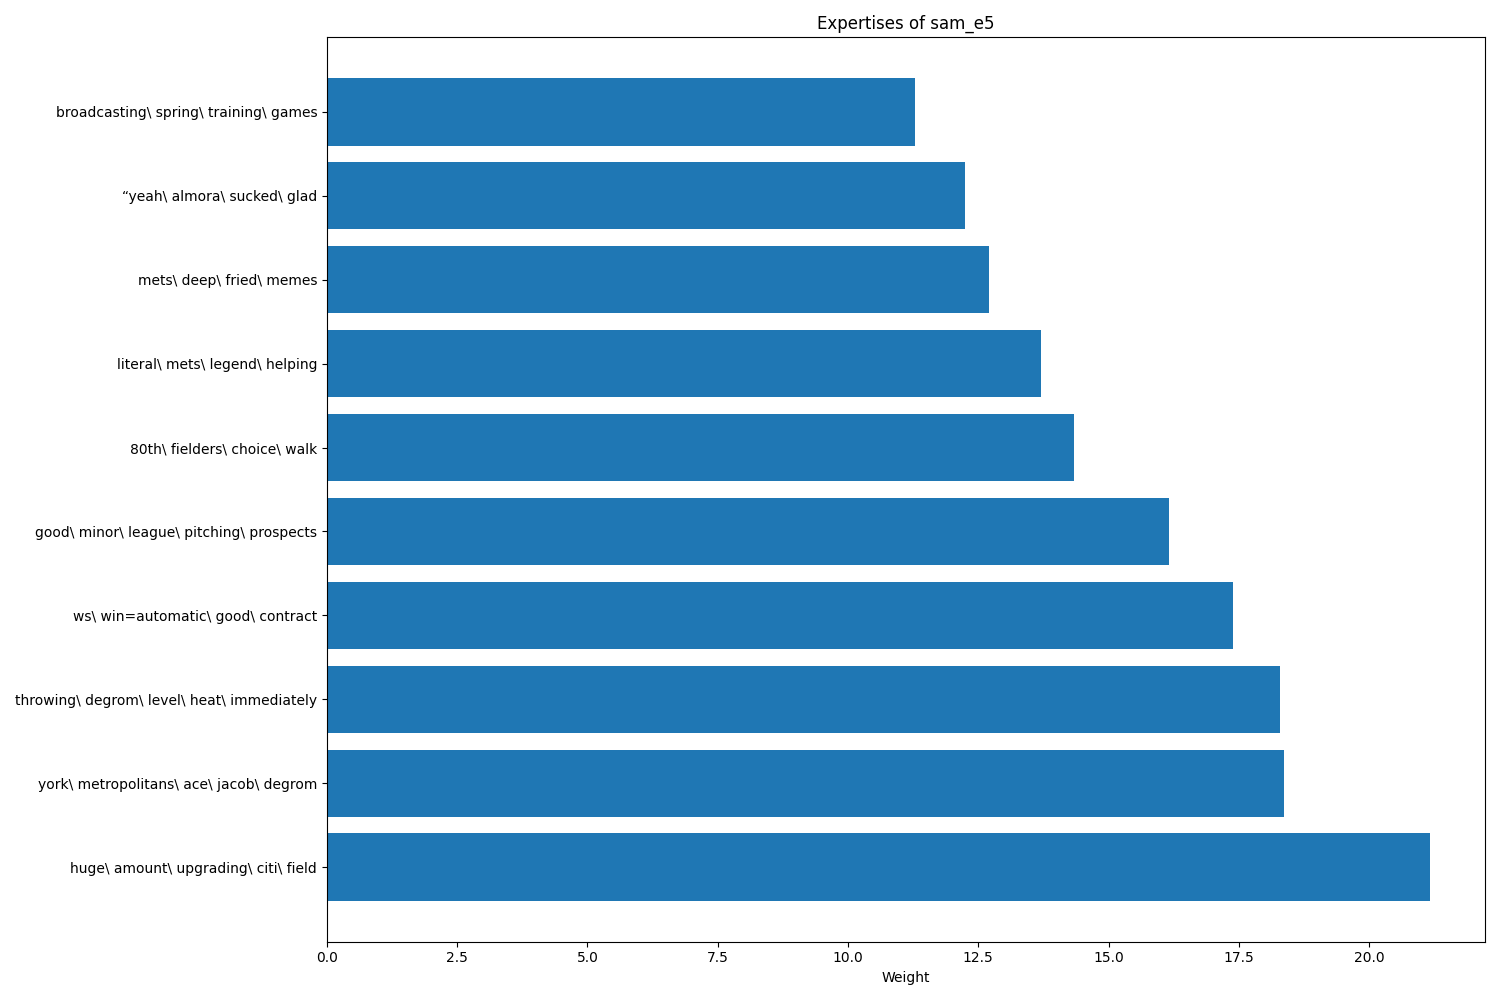 Expertises of sam_e5
broadcasting\ spring\ training\ games
“yeah\ almora\ sucked\ glad
mets\ deep\ fried\ memes
literal\ mets\ legend\ helping
80th\ fielders\ choice\ walk
good\ minor\ league\ pitching\ prospects
ws\ win=automatic\ good\ contract
throwing\ degrom\ level\ heat\ immediately
york\ metropolitans\ ace\ jacob\ degrom
huge\ amount\ upgrading\ citi\ field
0.0 2.5 5.0 7.5 10.0 12.5 15.0 17.5 20.0
Weight